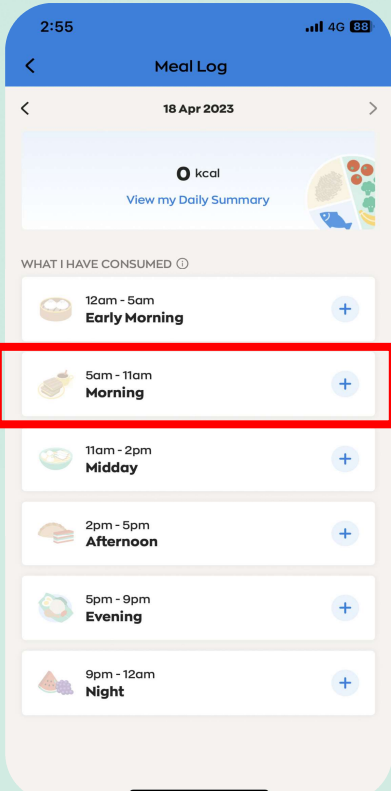 2:55 4G 88
Meal Log
18 Apr 2023
0 kcal
View my Daily Summary
WHAT I HAVE CONSUMED
12am - 5am
Early Morning
5am - 11am
Morning
11am - 2pm
Midday
2pm - 5pm
Afternoon
5pm - 9pm
Evening
9pm - 12am
Night